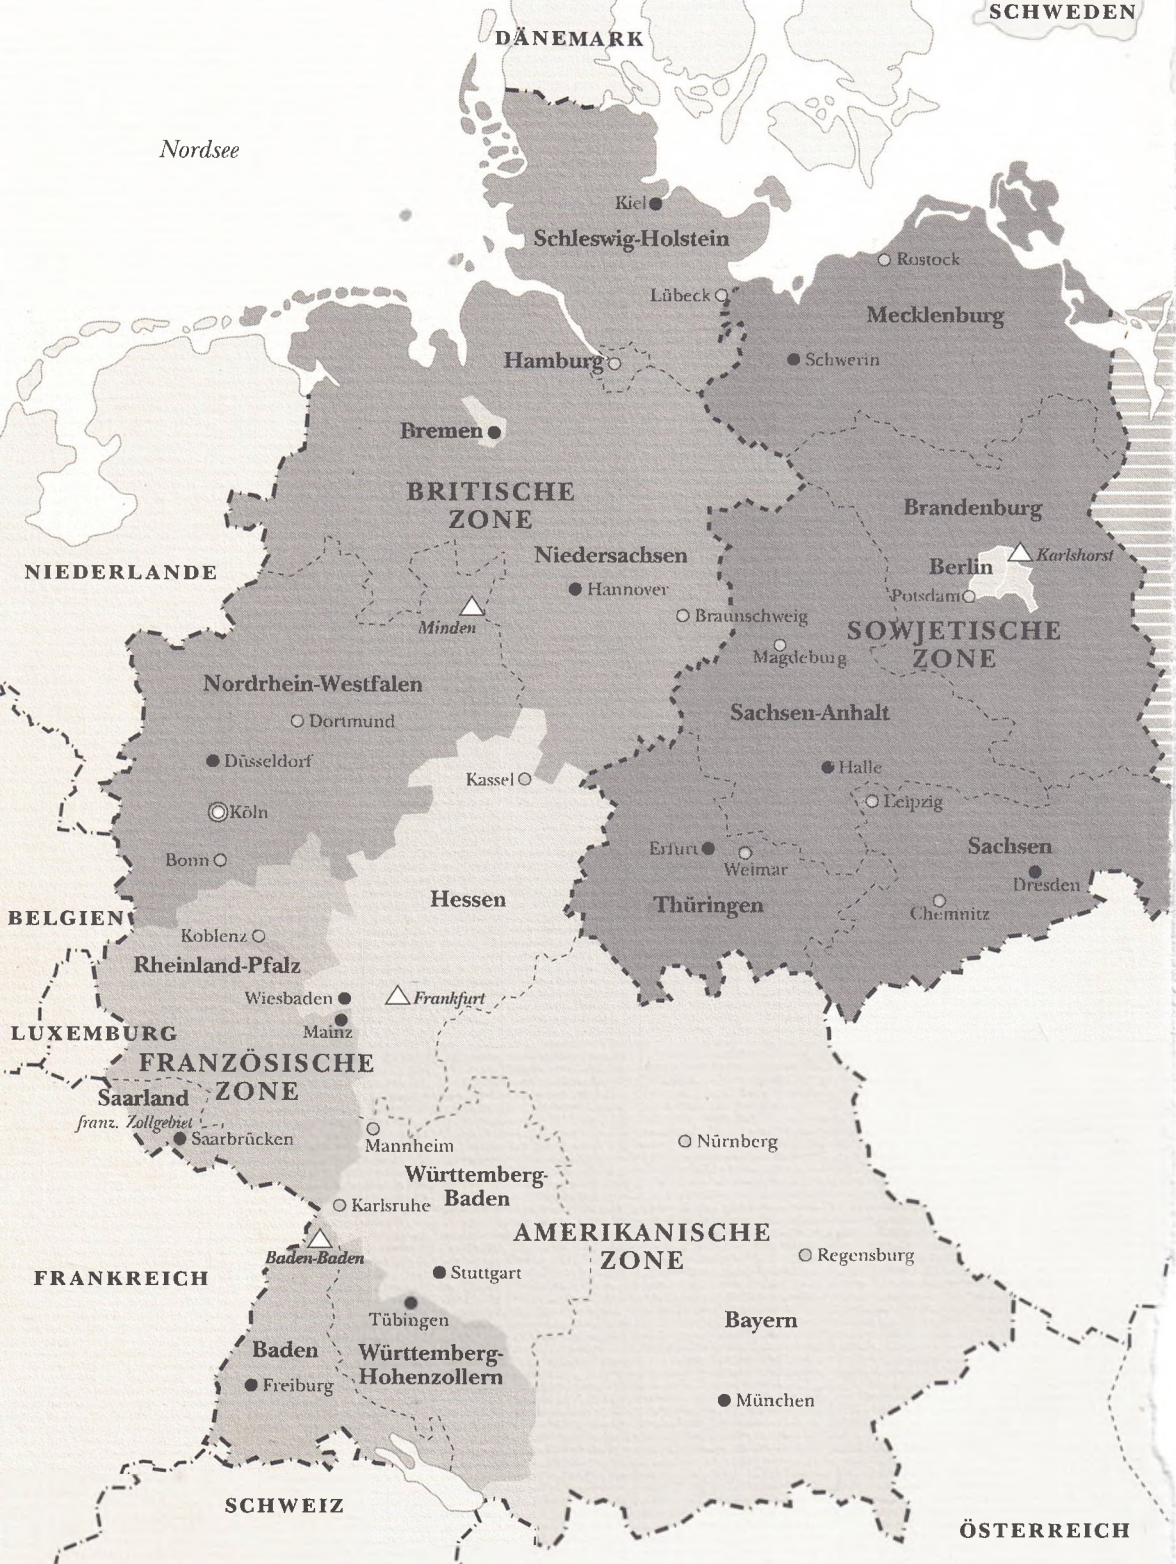 SCHWEDEN
DÄNEMARK
Nordsee
Kiel
Schleswig-Holstein
Rostock
Lübeck
Mecklenburg
Hamburg
Schwerin
Bremen
BRITISCHE
ZONE
Brandenburg
Niedersachsen
Karlshorst
Berlin
NIEDERLANDE
Hannover
Potsdam
Braunschweig
Minden
SOWJETISCHE
ZONE
Magdeburg
Nordrhein-Westfalen
Sachsen-Anhalt
Dortmund
Düsseldorf
Halle
Kassel
Leipzig
Köln
Erfurt
Sachsen
Bonn
Weimar
Dresden
Hessen
Thüringen
Chemnitz
BELGIEN
Koblenz
Rheinland-Pfalz
Wiesbaden
Frankfurt
Mainz
LUXEMBURG
FRANZÖSISCHE
ZONE
Saarland
franz. Zollgebiet
Saarbrücken
Mannheim
Nürnberg
Württemberg-
Baden
Karlsruhe
AMERIKANISCHE
ZONE
Baden-Baden
Regensburg
FRANKREICH
Stuttgart
Tübingen
Bayern
Baden
Württemberg-
Hohenzollern
Freiburg
München
SCHWEIZ
ÖSTERREICH